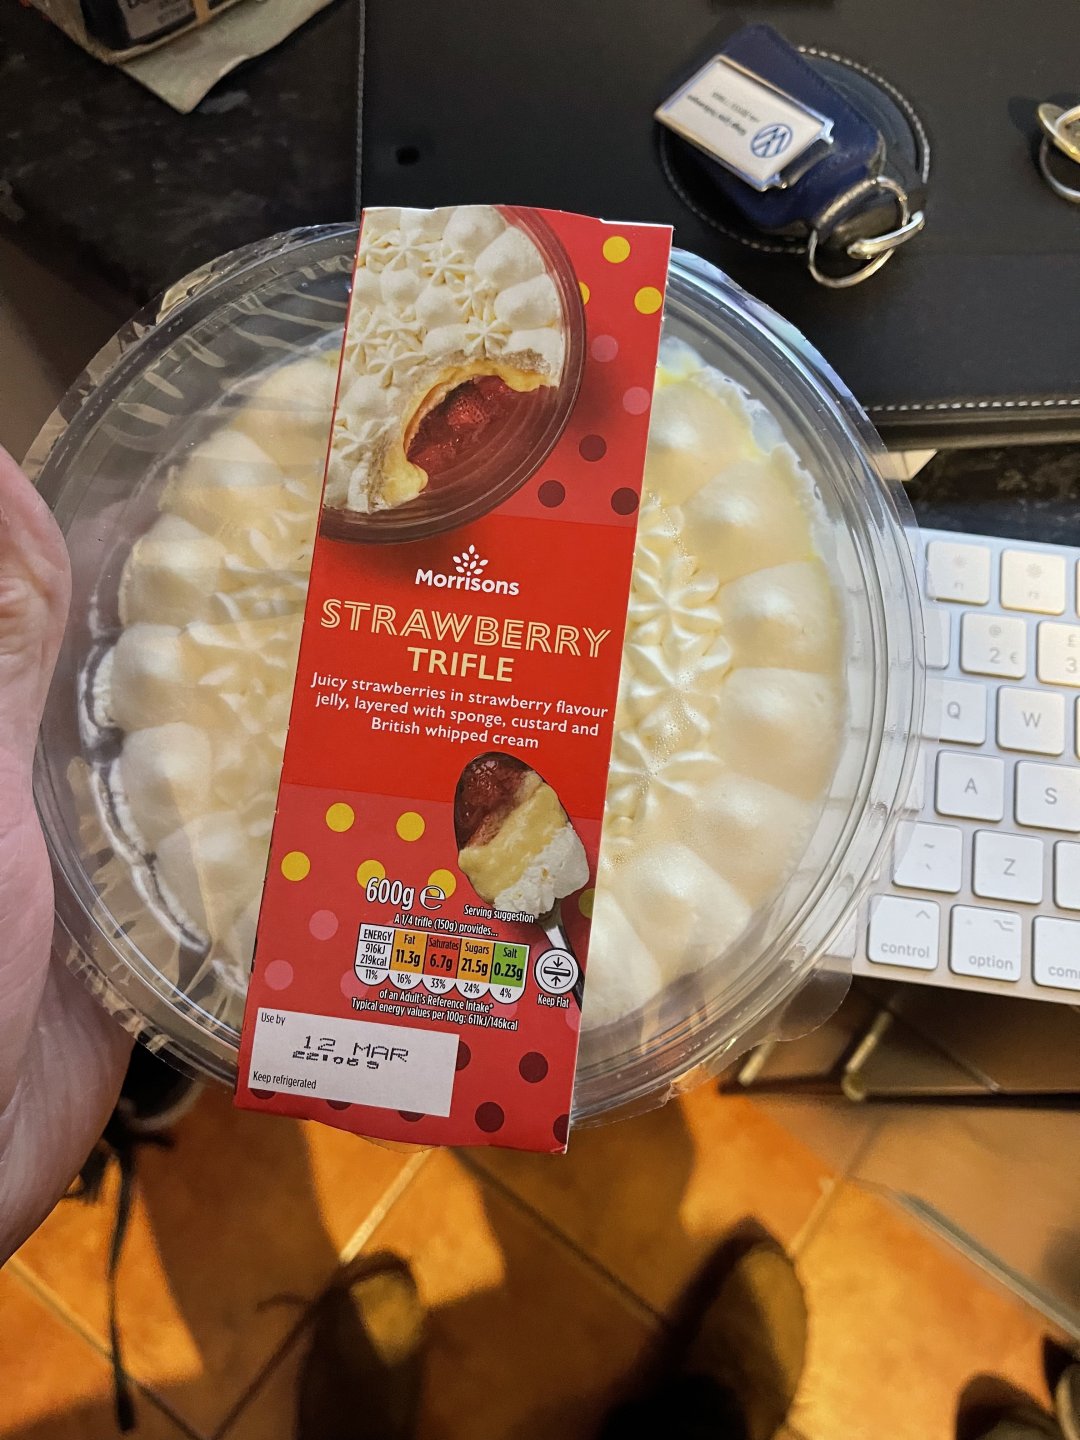 Morrisons
STRAWBERRY
TRIFLE
Juicy strawberries in strawberry flavour
jelly, layered with sponge, custard and
British whipped cream
600g e
Serving suggestion
A 1/4 trifle (150g) provides...
ENERGY
916kJ
219kcal
11%
Fat
11.3g
16%
Saturates
6.7g
33%
Sugars
21.5g
24%
Salt
0.23g
4%
of an Adult's Reference Intake*
Typical energy values per 100g: 611kJ/146kcal
Keep Flat
Use by
12 MAR
Keep refrigerated
2 €
£
3
Q
W
A
S
Z
control
option